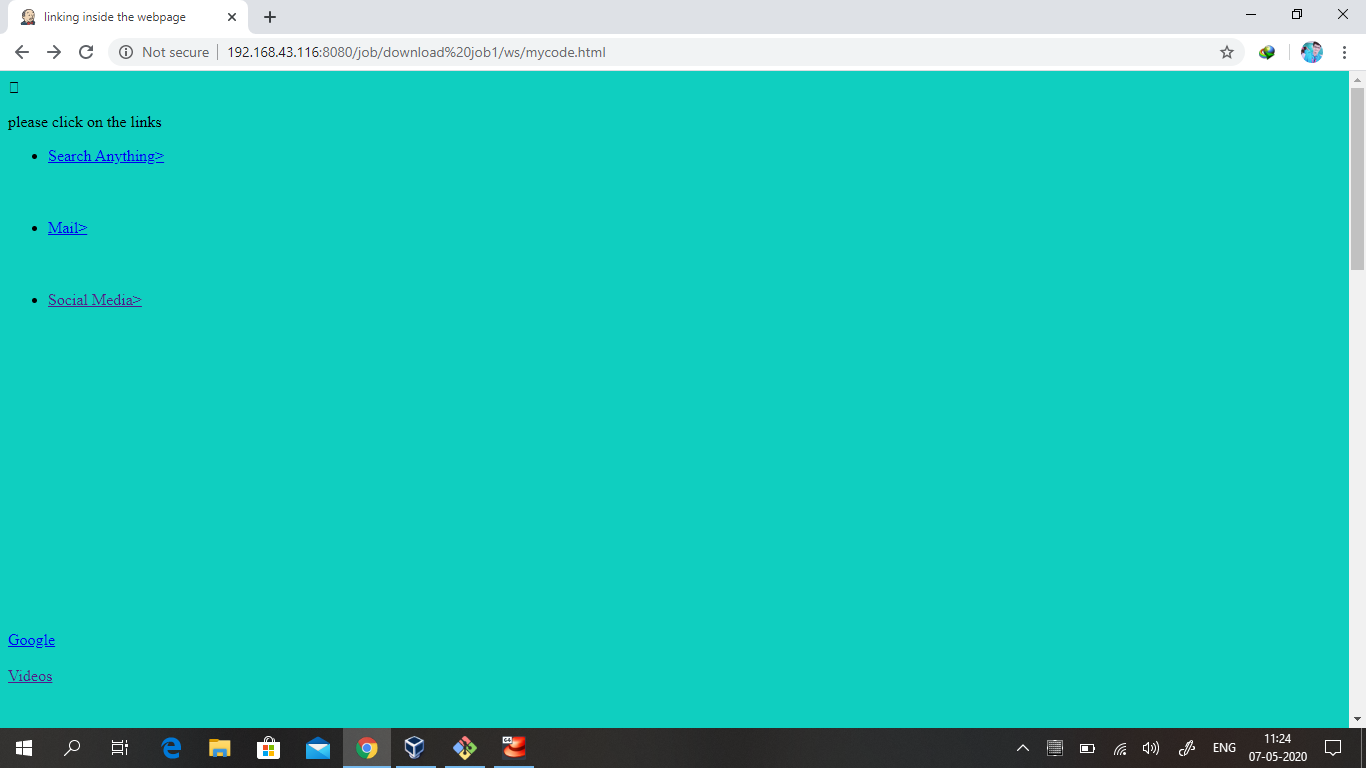 linking inside the webpage
Not secure
192.168.43.116:8080/job/download%20job1/ws/mycode.html
please click on the links
Search Anything>
Mail>
Social Media>
Google
Videos
64
ENG
11:24
07-05-2020